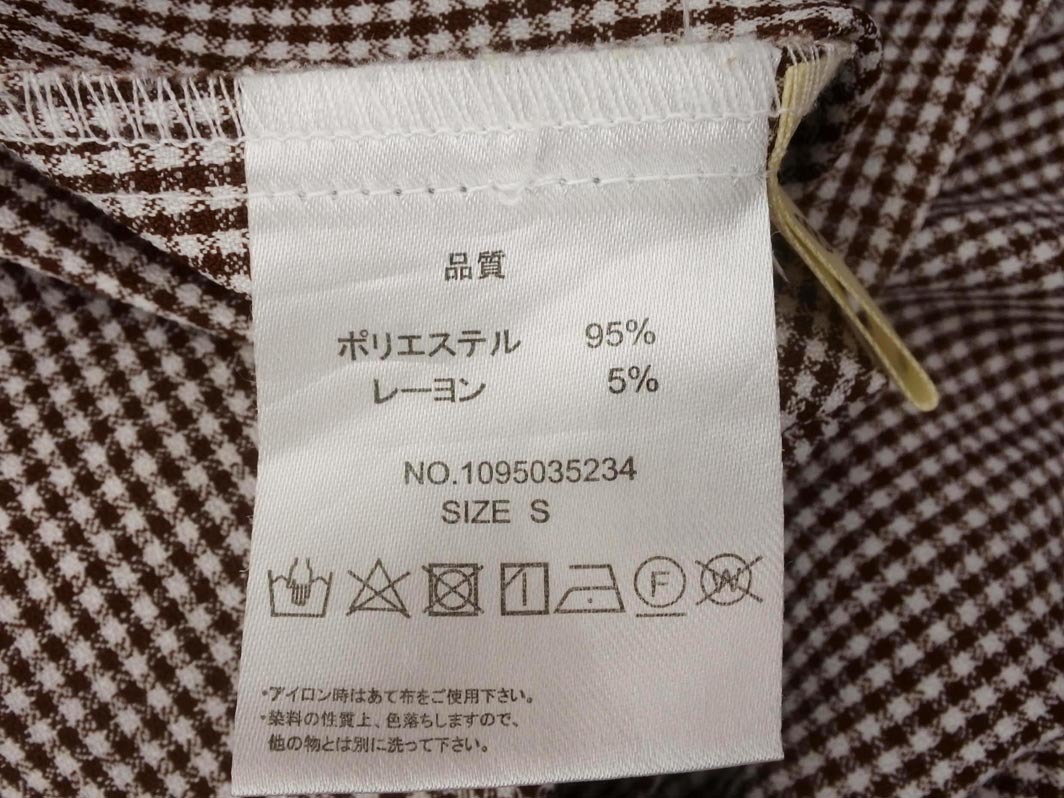 品質
ポリエステル 95%
レーヨン 5%
NO.1095035234
SIZE S
F W
･アイロン時はあて布をご使用下さい。
･染料の性質上、色落ちしますので、
他の物とは別に洗って下さい。